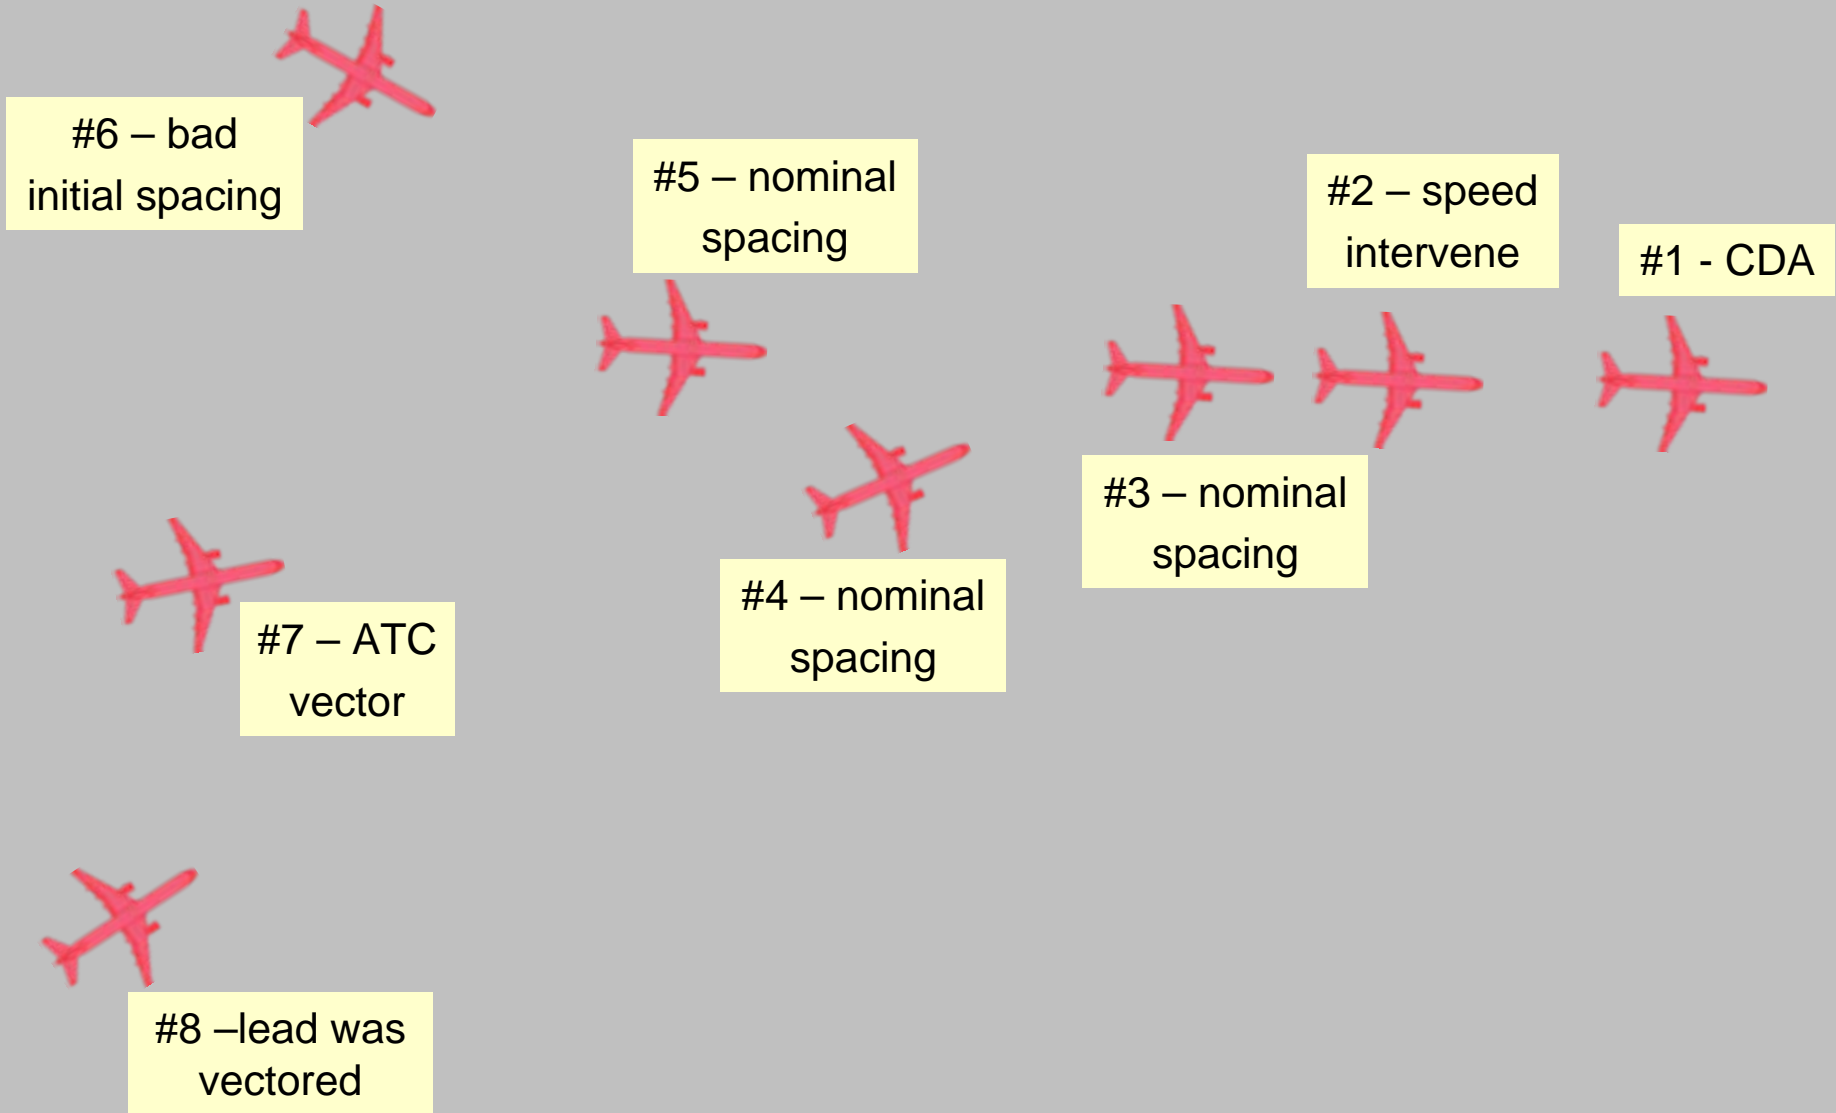 #6 – bad
initial spacing
#5 – nominal
spacing
#2 – speed
intervene
#1 - CDA
#3 – nominal
spacing
#4 – nominal
spacing
#7 – ATC
vector
#8 –lead was
vectored